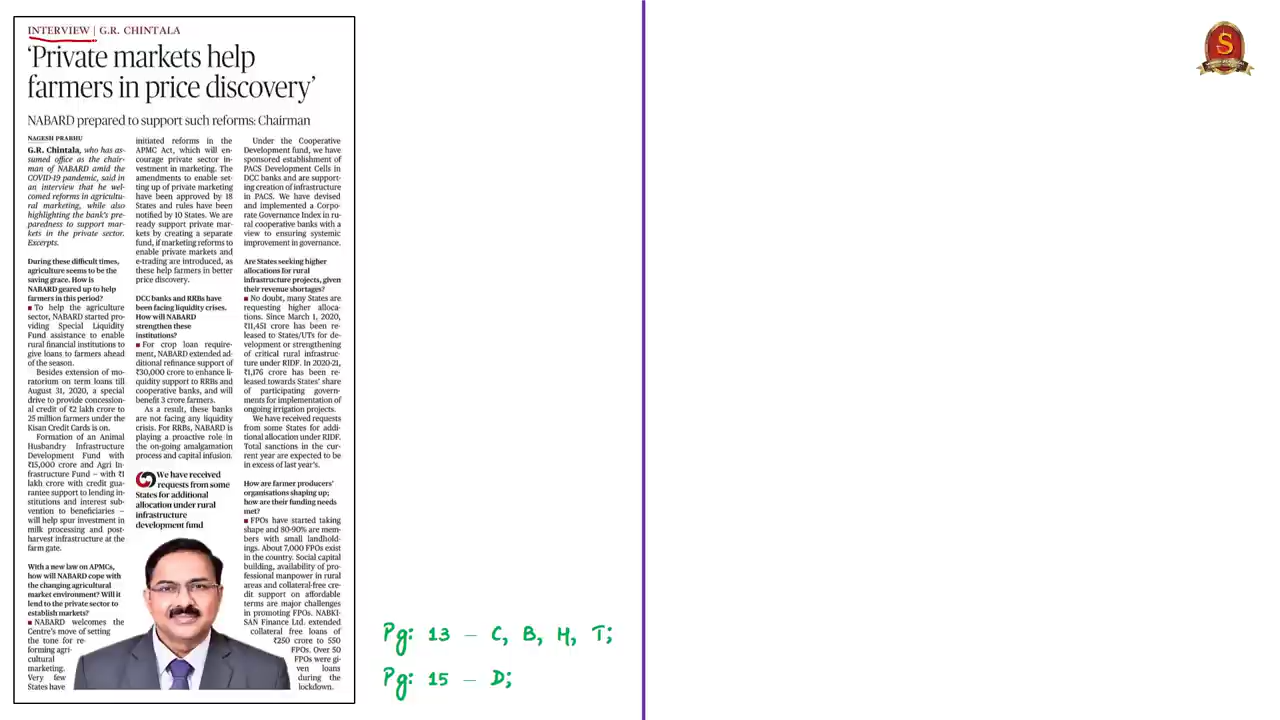 INTERVIEW | G.R. CHINTALA
‘Private markets help
farmers in price discovery’
NABARD prepared to support such reforms: Chairman
NAGESH PRABHU
G.R. Chintala, who has as-
sumed office as the chair-
man of NABARD amid the
COVID-19 pandemic, said in
an interview that he wel-
comed reforms in agricultu-
ral marketing, while also
highlighting the bank's pre-
paredness to support mar-
kets in the private sector.
Excerpts.
During these difficult times,
agriculture seems to be the
saving grace. How is
NABARD geared up to help
farmers in this period?
■ To help the agriculture
sector, NABARD started pro-
viding Special Liquidity
Fund assistance to enable
rural financial institutions to
give loans to farmers ahead
of the season.
Besides extension of mo-
ratorium on term loans till
August 31, 2020, a special
drive to provide concession-
al credit of ₹2 lakh crore to
25 million farmers under the
Kisan Credit Cards is on.
Formation of an Animal
Husbandry Infrastructure
Development Fund with
₹15,000 crore and Agri In-
frastructure Fund – with ₹1
lakh crore with credit gua-
rantee support to lending in-
stitutions and interest sub-
vention to beneficiaries –
will help spur investment in
milk processing and post-
harvest infrastructure at the
farm gate.
With a new law on APMCs,
how will NABARD cope with
the changing agricultural
market environment? Will it
lend to the private sector to
establish markets?
■ NABARD welcomes the
Centre's move of setting
the tone for re-
forming agri-
cultural
marketing.
Very few
States have
initiated reforms in the
APMC Act, which will en-
courage private sector in-
vestment in marketing. The
amendments to enable set-
ting up of private marketing
have been approved by 18
States and rules have been
notified by 10 States. We are
ready support private mar-
kets by creating a separate
fund, if marketing reforms to
enable private markets and
e-trading are introduced, as
these help farmers in better
price discovery.
DCC banks and RRBs have
been facing liquidity crises.
How will NABARD
strengthen these
institutions?
■ For crop loan require-
ment, NABARD extended ad-
ditional refinance support of
₹30,000 crore to enhance li-
quidity support to RRBs and
cooperative banks, and will
benefit 3 crore farmers.
As a result, these banks
are not facing any liquidity
crisis. For RRBs, NABARD is
playing a proactive role in
the on-going amalgamation
process and capital infusion.
We have received
requests from some
States for additional
allocation under rural
infrastructure
development fund
Under the Cooperative
Development fund, we have
sponsored establishment of
PACS Development Cells in
DCC banks and are support-
ing creation of infrastructure
in PACS. We have devised
and implemented a Corpo-
rate Governance Index in ru-
ral cooperative banks with a
view to ensuring systemic
improvement in governance.
Are States seeking higher
allocations for rural
infrastructure projects, given
their revenue shortages?
■ No doubt, many States are
requesting higher alloca-
tions. Since March 1, 2020,
₹11,451 crore has been re-
leased to States/UTs for de-
velopment or strengthening
of critical rural infrastruc-
ture under RIDF. In 2020-21,
₹1,176 crore has been re-
leased towards States' share
of participating govern-
ments for implementation of
ongoing irrigation projects.
We have received requests
from some States for addi-
tional allocation under RIDF.
Total sanctions in the cur-
rent year are expected to be
in excess of last year's.
How are farmer producers'
organisations shaping up;
how are their funding needs
met?
■ FPOs have started taking
shape and 80-90% are mem-
bers with small landhold-
ings. About 7,000 FPOs exist
in the country. Social capital
building, availability of pro-
fessional manpower in rural
areas and collateral-free cre-
dit support on affordable
terms are major challenges
in promoting FPOs. NABKI-
SAN Finance Ltd. extended
collateral free loans of
₹250 crore to 550
FPOs. Over 50
FPOs were gi-
ven loans
during the
lockdown.
Pg: 13 – C, B, H, T;
Pg: 15 – D;
S